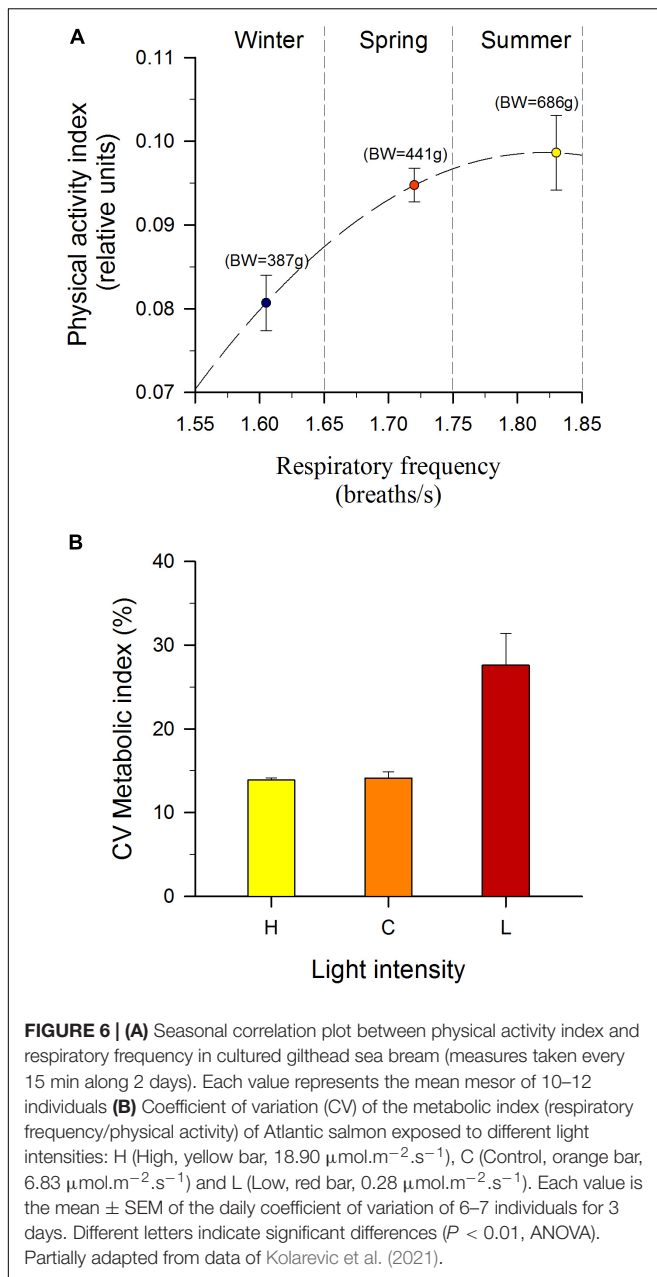 A
Winter Spring Summer
0.11
0.10
0.09
0.08
0.07
Physical activity index
(relative units)
(BW=387g)
(BW=441g)
(BW=686g)
1.55 1.60 1.65 1.70 1.75 1.80 1.85
Respiratory frequency
(breaths/s)
B
40
30
20
10
0
CV Metabolic index (%)
H C L
Light intensity
FIGURE 6 | (A) Seasonal correlation plot between physical activity index and
respiratory frequency in cultured gilthead sea bream (measures taken every
15 min along 2 days). Each value represents the mean mesor of 10–12
individuals (B) Coefficient of variation (CV) of the metabolic index (respiratory
frequency/physical activity) of Atlantic salmon exposed to different light
intensities: H (High, yellow bar, 18.90 μmol.m⁻².s⁻¹), C (Control, orange bar,
6.83 μmol.m⁻².s⁻¹) and L (Low, red bar, 0.28 μmol.m⁻².s⁻¹). Each value is
the mean ± SEM of the daily coefficient of variation of 6–7 individuals for 3
days. Different letters indicate significant differences (P < 0.01, ANOVA).
Partially adapted from data of Kolarevic et al. (2021).